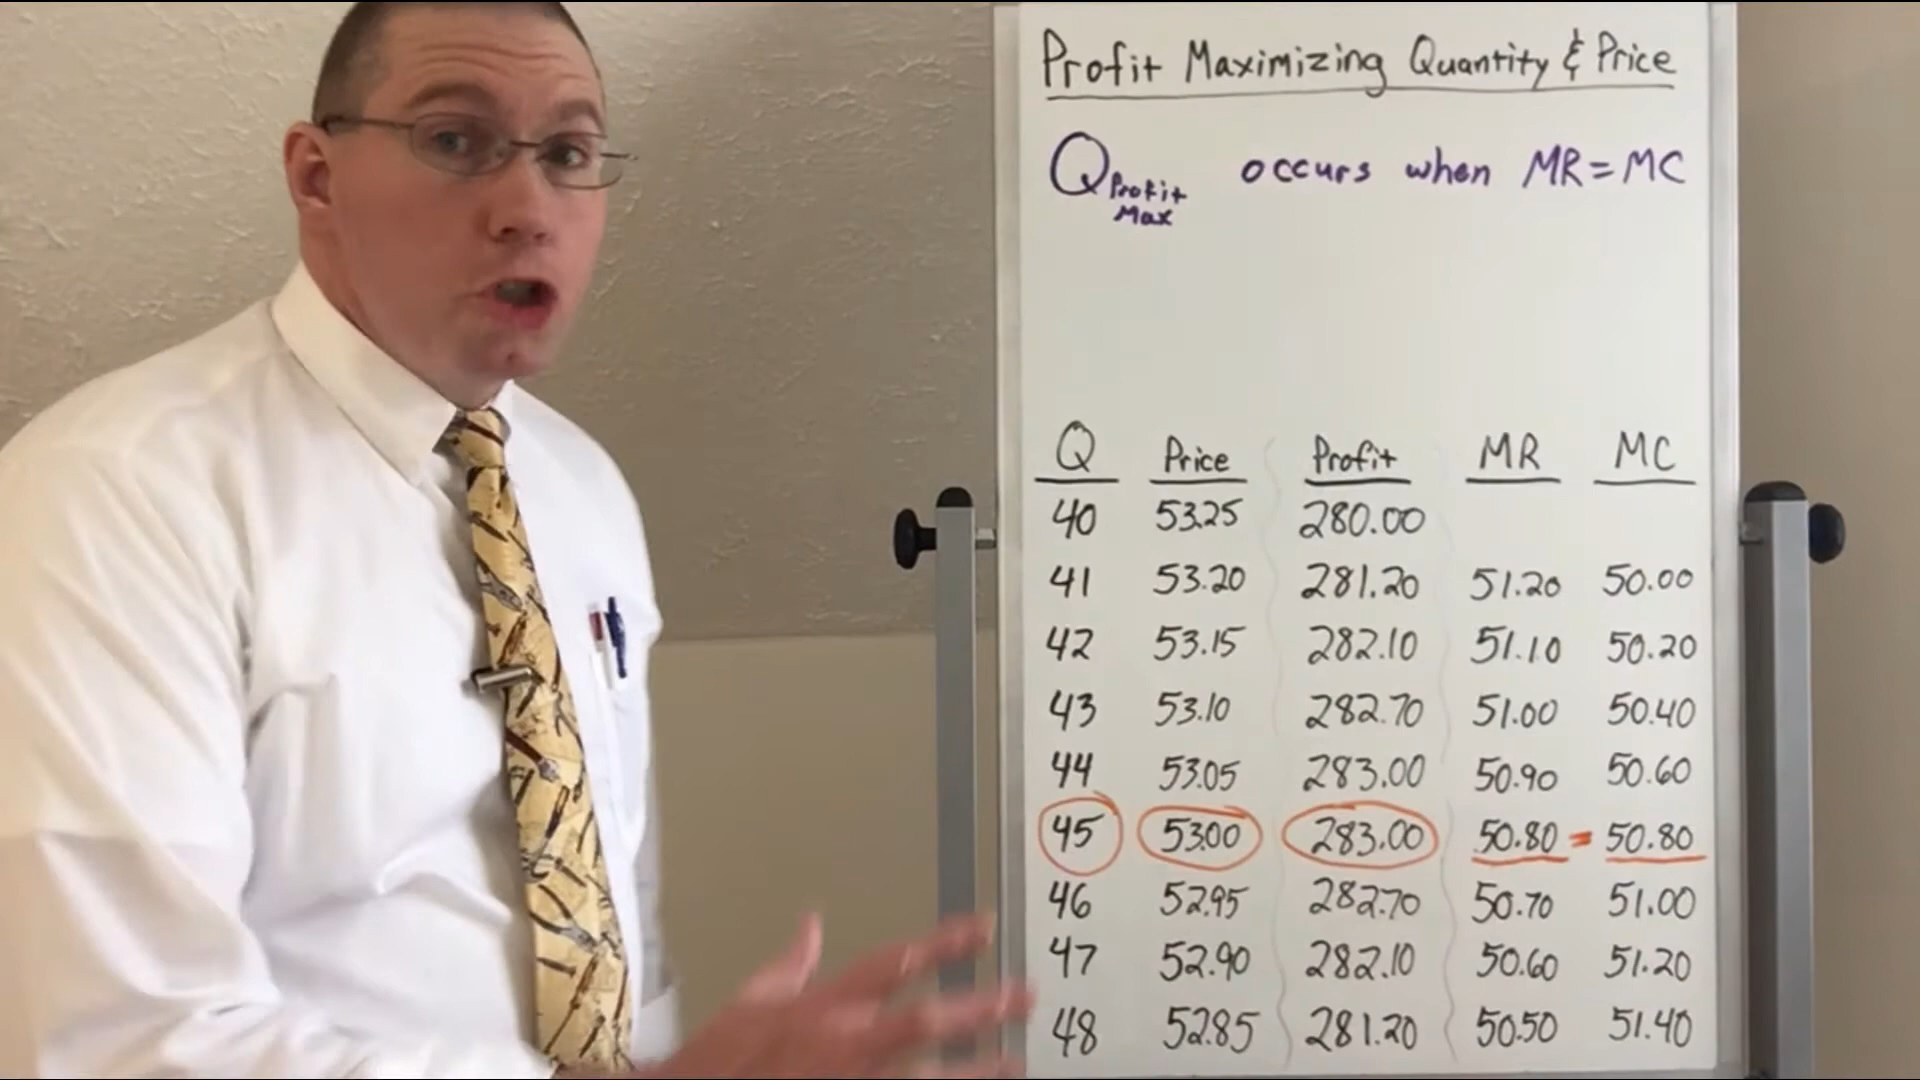 Profit Maximizing Quantity & Price
Q Profit Max occurs when MR=MC
Q Price Profit MR MC
40 53.25 280.00
41 53.20 281.20 51.20 50.00
42 53.15 282.10 51.10 50.20
43 53.10 282.70 51.00 50.40
44 53.05 283.00 50.90 50.60
45 53.00 283.00 50.80 = 50.80
46 52.95 282.70 50.70 51.00
47 52.90 282.10 50.60 51.20
48 52.85 281.20 50.50 51.40